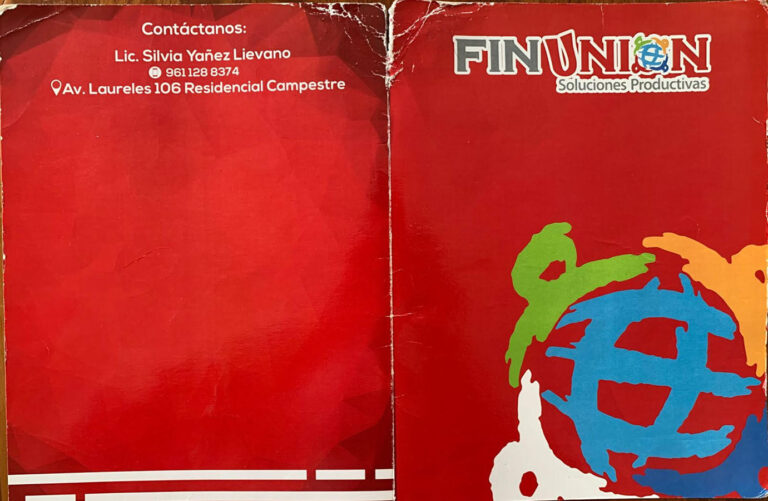 Contáctanos:
Lic. Silvia Yañez Lievano
961 128 8374
Av. Laureles 106 Residencial Campestre
FINUNION
Soluciones Productivas